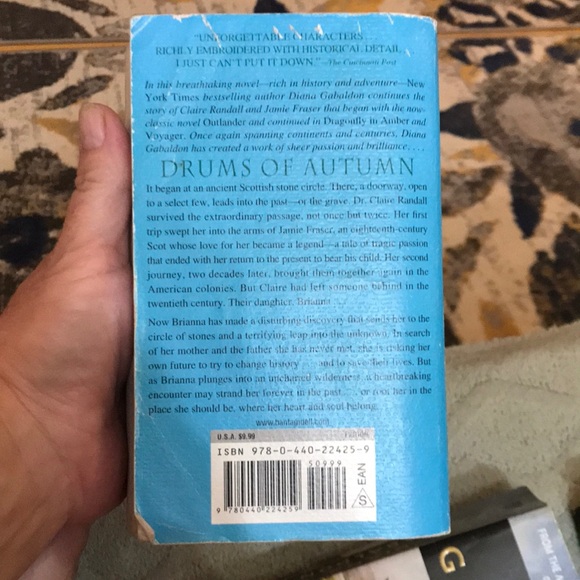 "UNFORGETTABLE CHARACTERS...
RICHLY EMBROIDERED WITH HISTORICAL DETAIL...
I JUST CAN'T PUT IT DOWN."—The Cincinnati Post
In this breathtaking novel—rich in history and adventure—New
York Times bestselling author Diana Gabaldon continues the
story of Claire Randall and Jamie Fraser that began with the now-
classic novel Outlander and continued in Dragonfly in Amber and
Voyager. Once again spanning continents and centuries, Diana
Gabaldon has created a work of sheer passion and brilliance....
DRUMS OF AUTUMN
It began at an ancient Scottish stone circle. There, a doorway, open
to a select few, leads into the past—or the grave. Dr. Claire Randall
survived the extraordinary passage, not once but twice. Her first
trip swept her into the arms of Jamie Fraser, an eighteenth-century
Scot whose love for her became a legend—a tale of tragic passion
that ended with her return to the present to bear his child. Her second
journey, two decades later, brought them together again in the
American colonies. But Claire had left someone behind in the
twentieth century. Their daughter, Brianna....
Now Brianna has made a disturbing discovery that sends her to the
circle of stones and a terrifying leap into the unknown. In search
of her mother and the father she has never met, she is risking her
own future to try to change history... and to save their lives. But
as Brianna plunges into an uncharted wilderness, a heartbreaking
encounter may strand her forever in the past... or root her in the
place she should be, where her heart and soul belong.
www.bantamdell.com
U.S.A. $9.99 FICTION
ISBN 978-0-440-22425-9
50999
EAN
S
9 780440 224259
G
FROM THE A